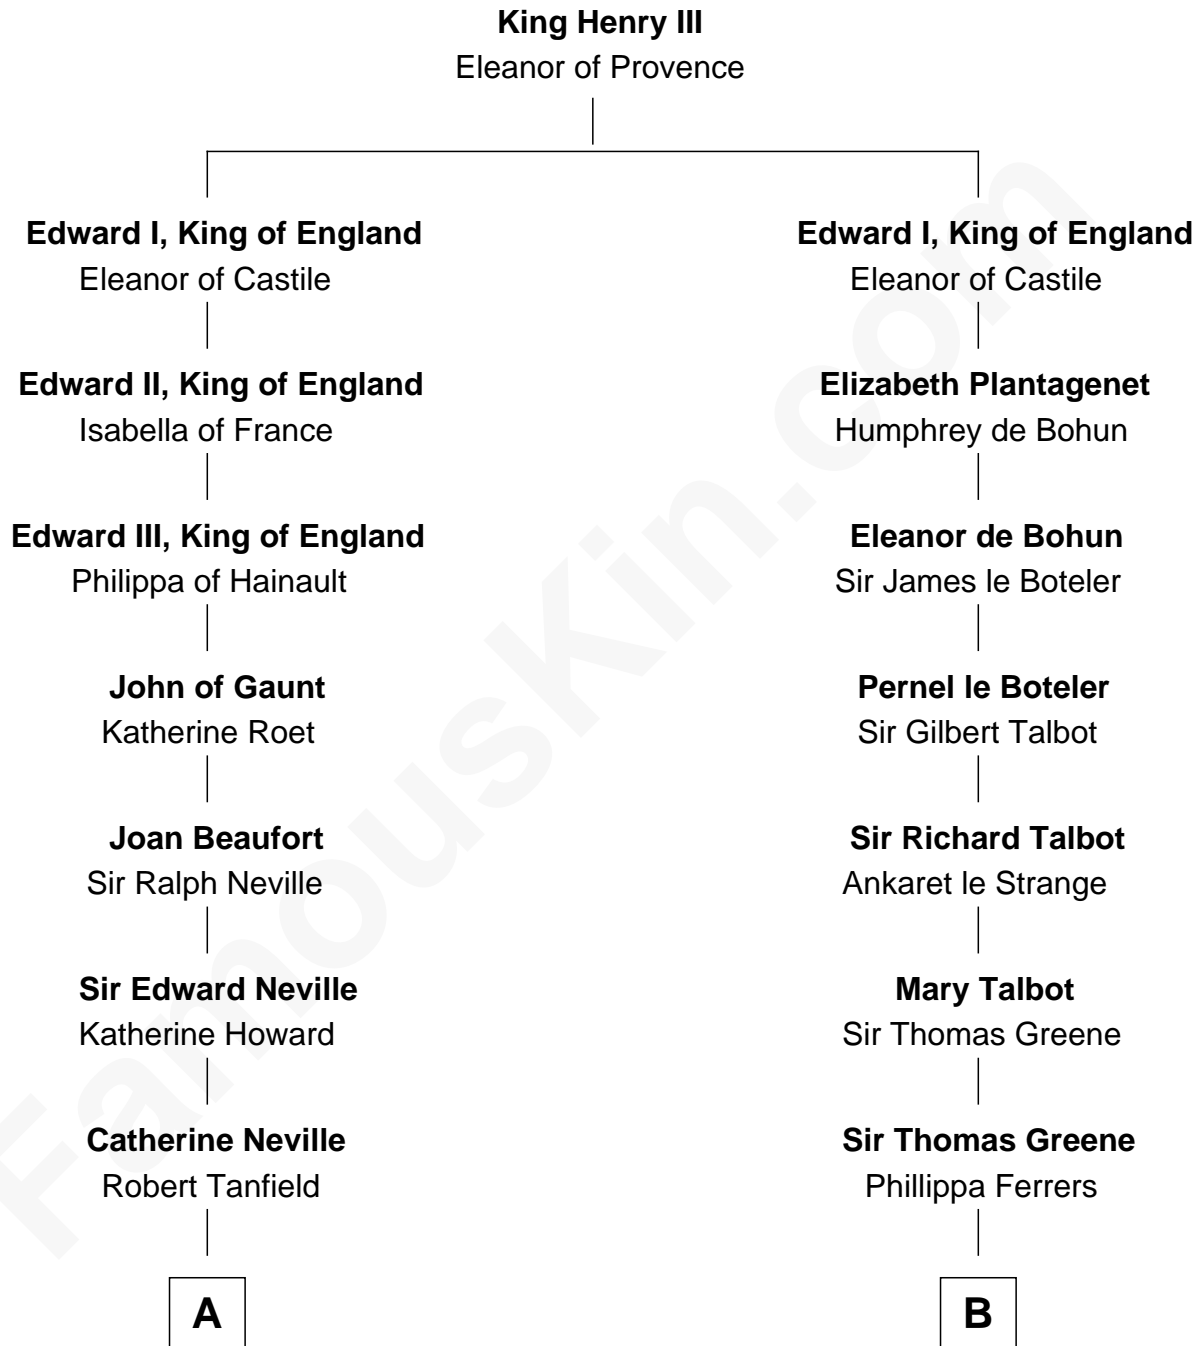 King Henry III
Eleanor of Provence
Edward I, King of England
Eleanor of Castile
Edward II, King of England
Isabella of France
Edward III, King of England
Philippa of Hainault
John of Gaunt
Katherine Roet
Joan Beaufort
Sir Ralph Neville
Sir Edward Neville
Katherine Howard
Catherine Neville
Robert Tanfield
A
Edward I, King of England
Eleanor of Castile
Elizabeth Plantagenet
Humphrey de Bohun
Eleanor de Bohun
Sir James le Boteler
Pernel le Boteler
Sir Gilbert Talbot
Sir Richard Talbot
Ankaret le Strange
Mary Talbot
Sir Thomas Greene
Sir Thomas Greene
Phillippa Ferrers
B
FamousKin.com